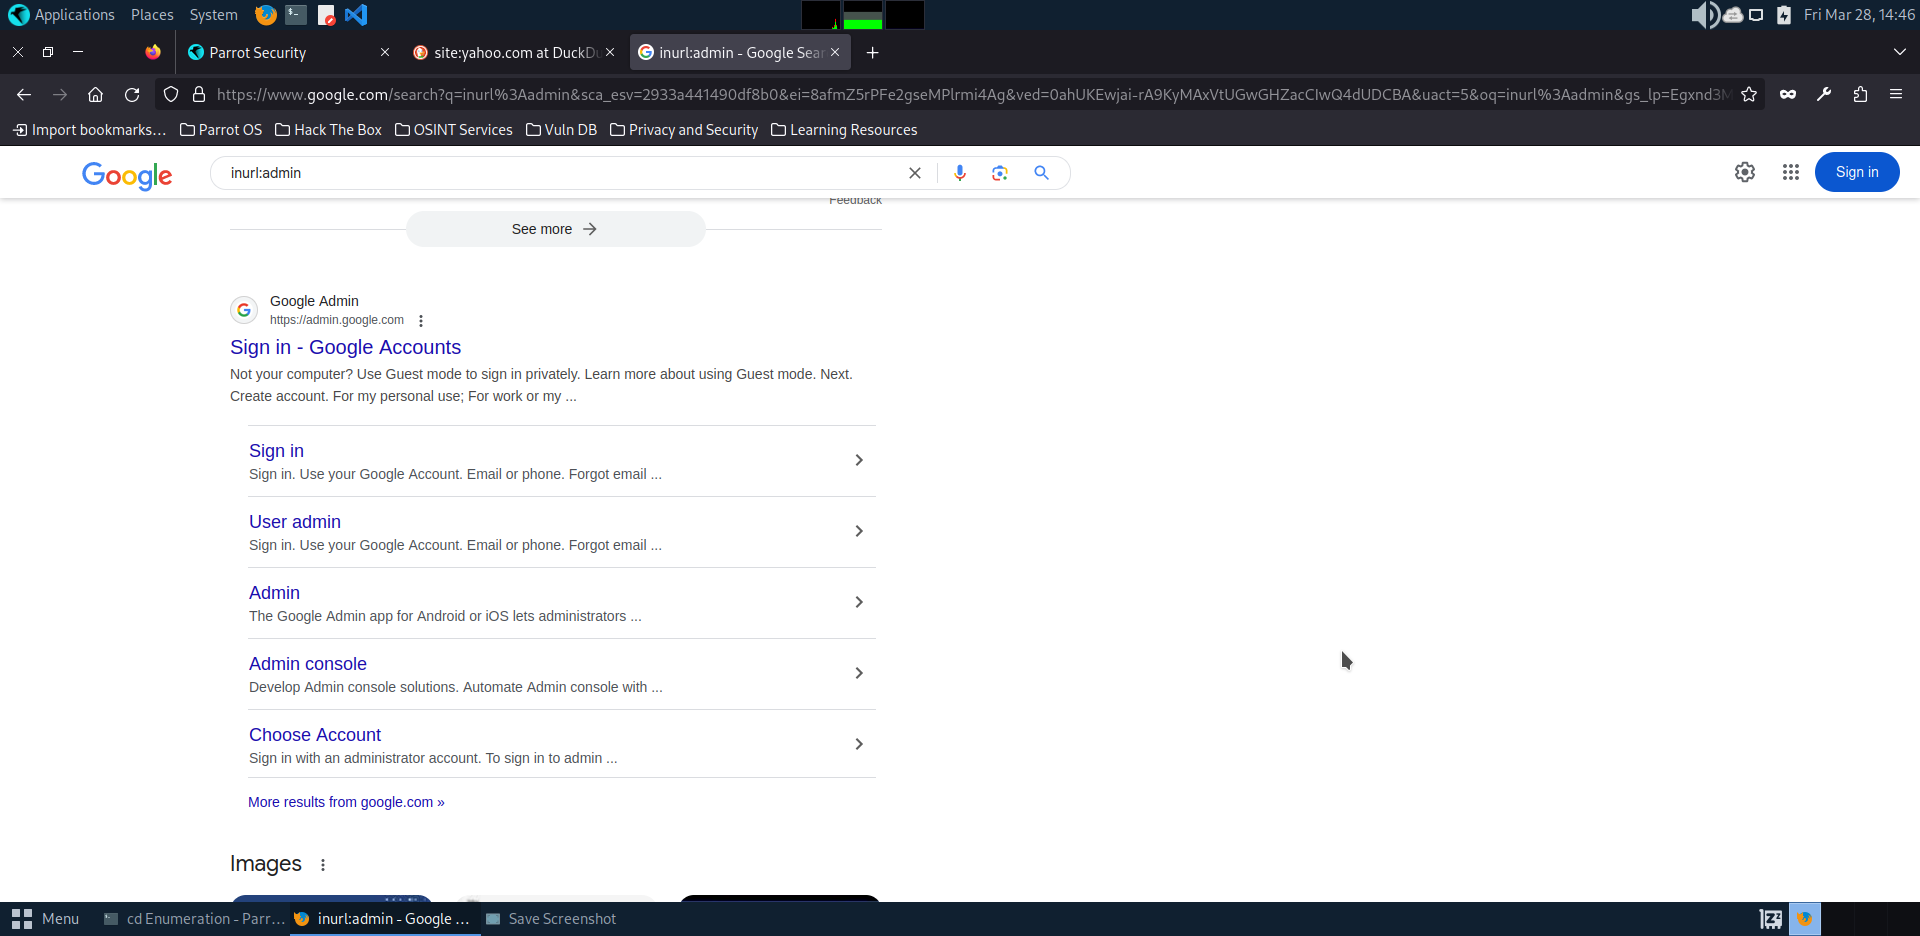 Applications Places System
Fri Mar 28, 14:46
Parrot Security
site:yahoo.com at DuckDu
inurl:admin - Google Sear
https://www.google.com/search?q=inurl%3Aadmin&sca_esv=2933a441490df8b0&ei=8afmZ5rPFe2gseMPlrmi4Ag&ved=0ahUKEwjai-rA9KyMAxVtUGwGHZacCIwQ4dUDCBA&uact=5&oq=inurl%3Aadmin&gs_lp=Egxnd3M
Import bookmarks… Parrot OS Hack The Box OSINT Services Vuln DB Privacy and Security Learning Resources
Google
inurl:admin
Sign in
Feedback
See more
Google Admin
https://admin.google.com
Sign in - Google Accounts
Not your computer? Use Guest mode to sign in privately. Learn more about using Guest mode. Next.
Create account. For my personal use; For work or my ...
Sign in
Sign in. Use your Google Account. Email or phone. Forgot email ...
User admin
Sign in. Use your Google Account. Email or phone. Forgot email ...
Admin
The Google Admin app for Android or iOS lets administrators ...
Admin console
Develop Admin console solutions. Automate Admin console with ...
Choose Account
Sign in with an administrator account. To sign in to admin ...
More results from google.com »
Images
Menu
cd Enumeration - Parr...
inurl:admin - Google ...
Save Screenshot